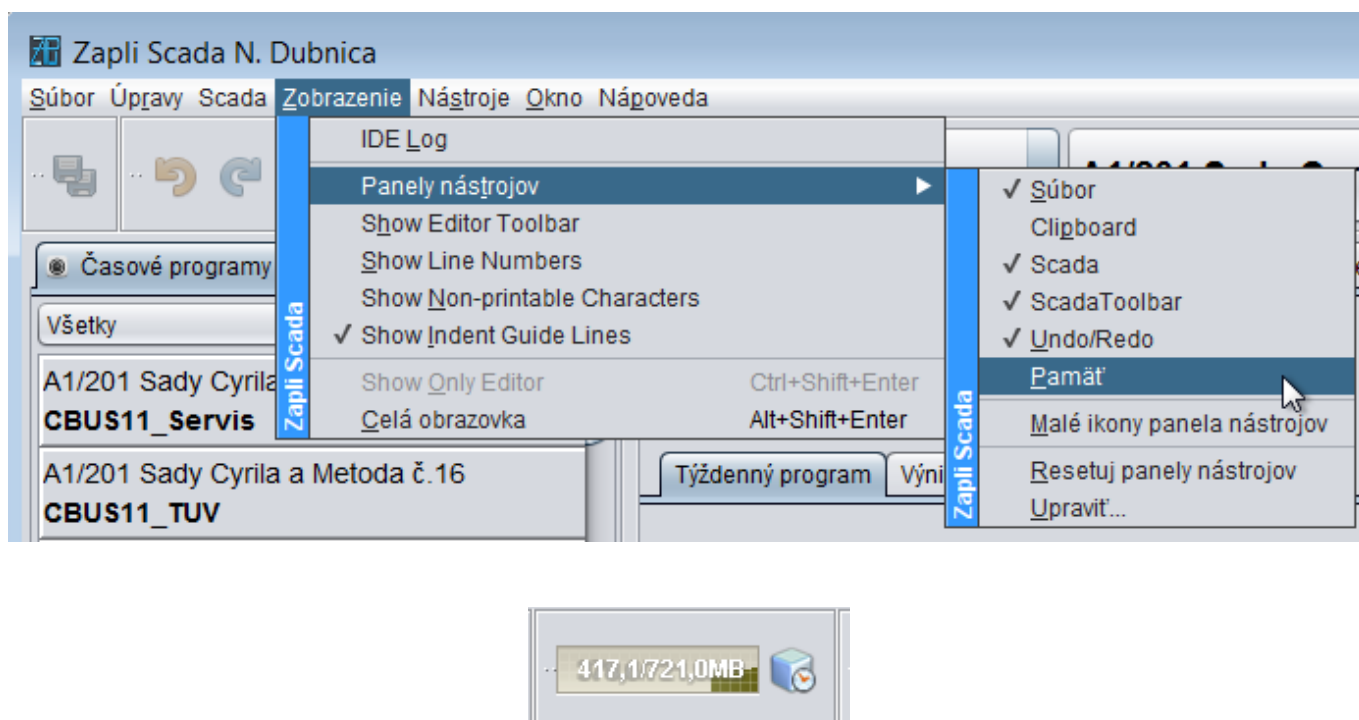 Zapli Scada N. Dubnica
Súbor Úpravy Scada Zobrazenie Nástroje Okno Nápoveda
IDE Log
Panely nástrojov
Show Editor Toolbar
Show Line Numbers
Show Non-printable Characters
✓ Show Indent Guide Lines
Show Only Editor Ctrl+Shift+Enter
Celá obrazovka Alt+Shift+Enter
Zapli Scada
✓ Súbor
Clipboard
✓ Scada
✓ ScadaToolbar
✓ Undo/Redo
Pamäť
Malé ikony panela nástrojov
Resetuj panely nástrojov
Upraviť...
Zapli Scada
Časové programy
Všetky
A1/201 Sady Cyrila
CBUS11_Servis
A1/201 Sady Cyrila a Metoda č.16
CBUS11_TUV
Týždenný program Výni
417,1/721,0MB